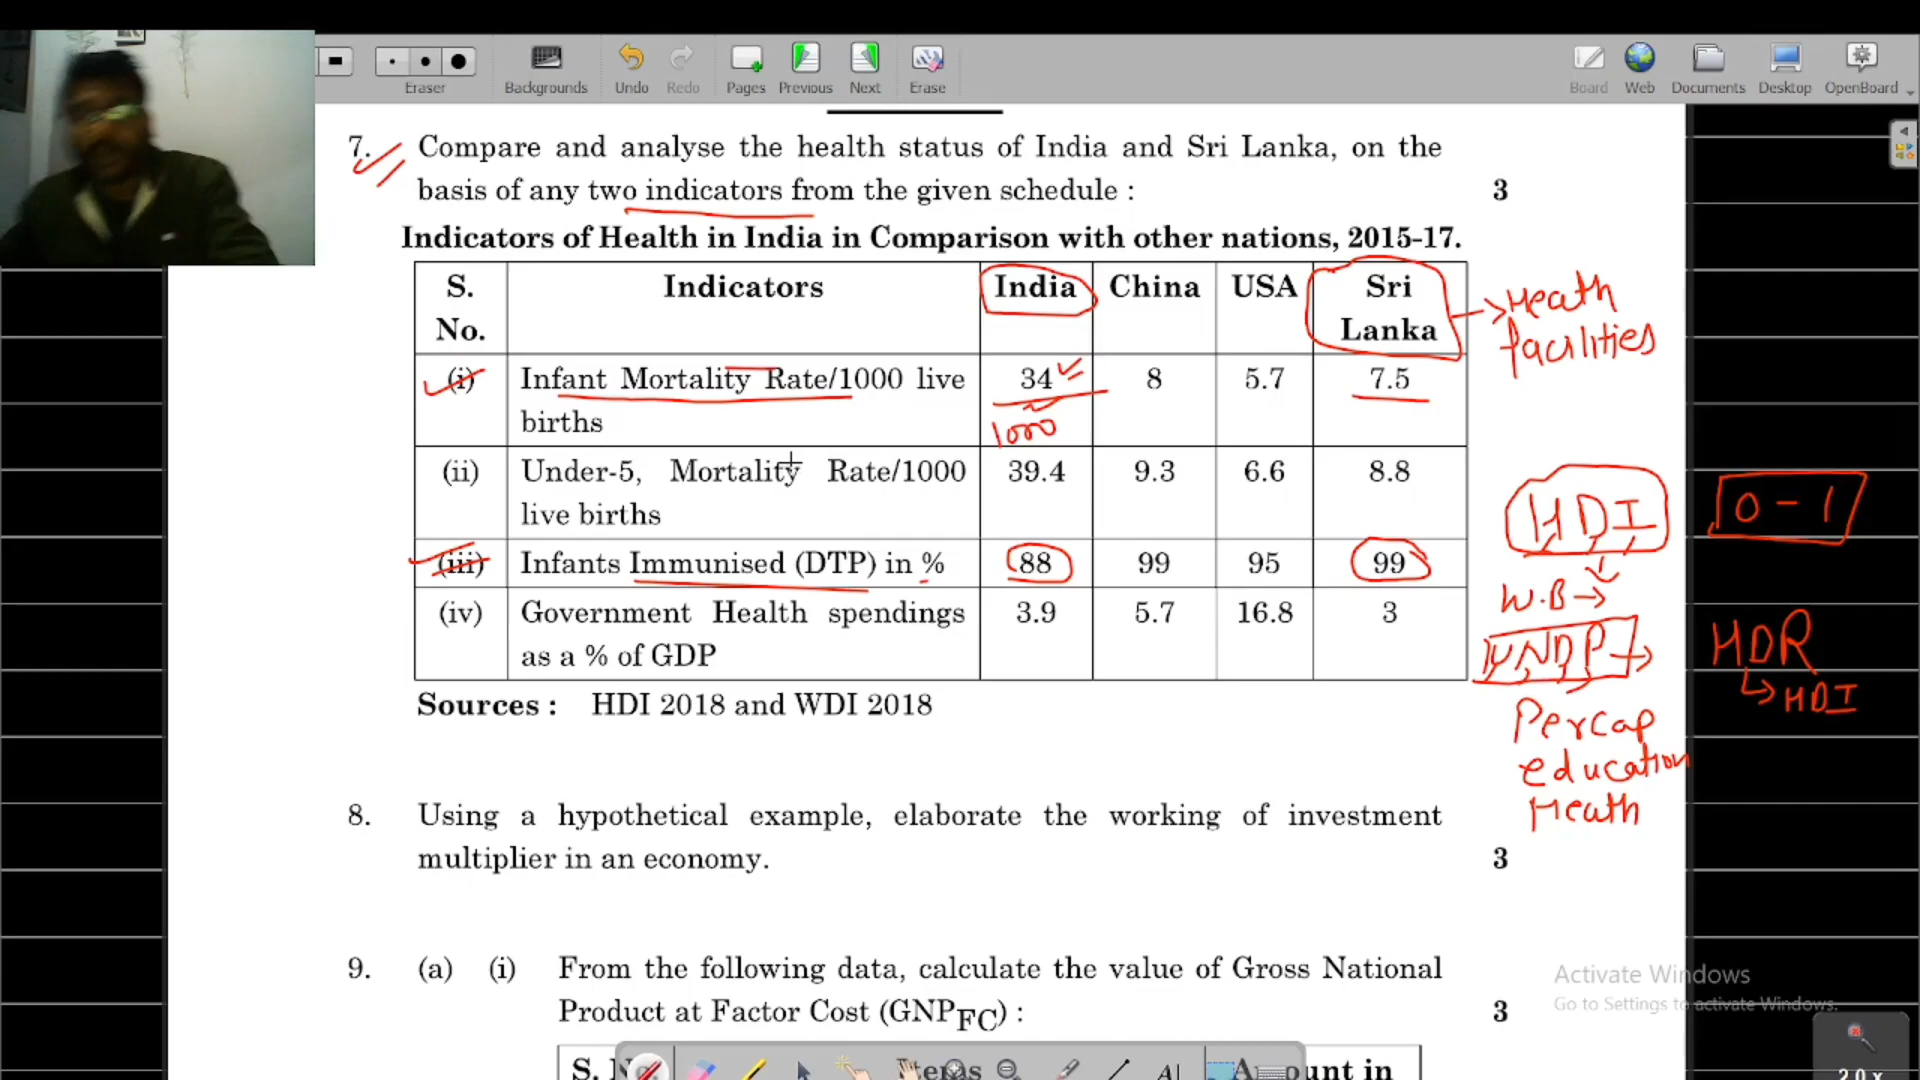 Eraser
Backgrounds
Undo
Redo
Pages
Previous
Next
Erase
Board
Web
Documents
Desktop
OpenBoard
7. Compare and analyse the health status of India and Sri Lanka, on the
basis of any two indicators from the given schedule : 3
Indicators of Health in India in Comparison with other nations, 2015-17.
S. No. Indicators India China USA Sri Lanka
(i) Infant Mortality Rate/1000 live births 34 8 5.7 7.5
1000
(ii) Under-5, Mortality Rate/1000 live births 39.4 9.3 6.6 8.8
(iii) Infants Immunised (DTP) in % 88 99 95 99
(iv) Government Health spendings as a % of GDP 3.9 5.7 16.8 3
Sources : HDI 2018 and WDI 2018
Heath
facilities
HDI
0 - 1
W.B →
UNDP →
HDR
↳ HDI
Percap
education
Heath
8. Using a hypothetical example, elaborate the working of investment
multiplier in an economy. 3
9. (a) (i) From the following data, calculate the value of Gross National
Product at Factor Cost (GNPFC) : 3
Activate Windows
Go to Settings to activate Windows.
2.0 x